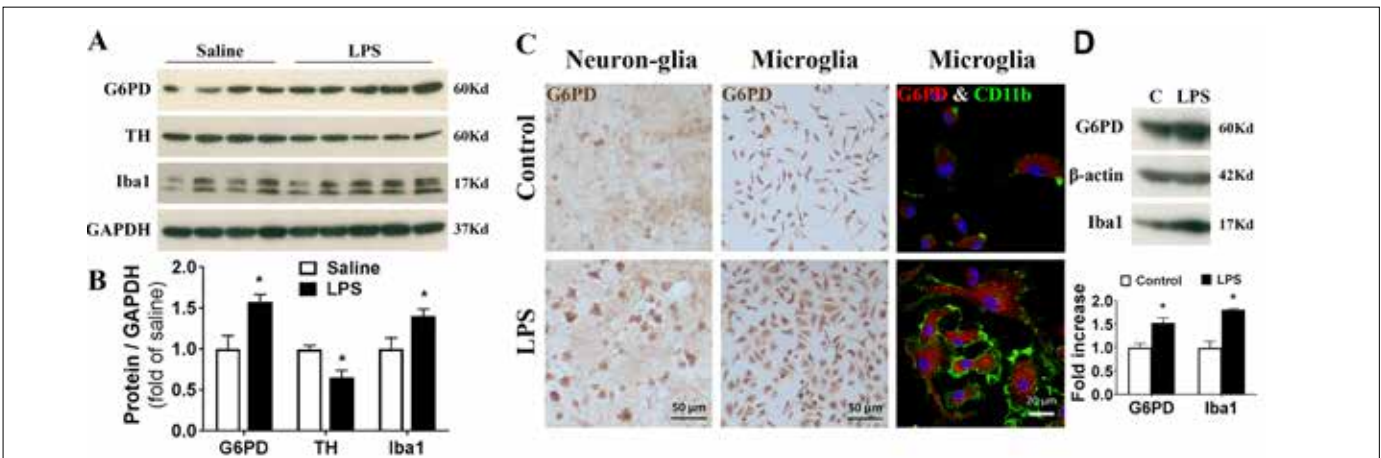 A
Saline LPS
G6PD 60Kd
TH 60Kd
Iba1 17Kd
GAPDH 37Kd
B
Protein / GAPDH
(fold of saline)
2.0
1.5
1.0
0.5
0.0
Saline
LPS
* * *
G6PD TH Iba1
C
Neuron-glia Microglia Microglia
Control
G6PD G6PD G6PD & CD11b
LPS
50 µm 50 µm 20 µm
D
C LPS
G6PD 60Kd
β-actin 42Kd
Iba1 17Kd
Control LPS
Fold increase
2.0
1.5
1.0
0.5
0.0
* *
G6PD Iba1